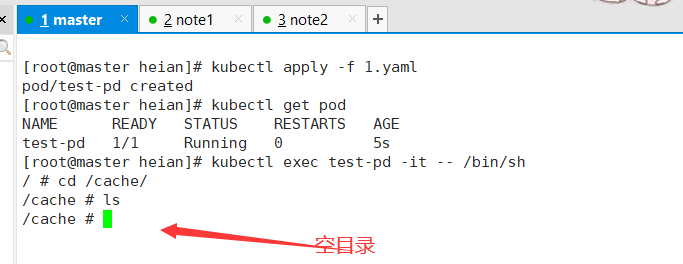 1 master
2 note1
3 note2
[root@master heian]# kubectl apply -f 1.yaml
pod/test-pd created
[root@master heian]# kubectl get pod
NAME READY STATUS RESTARTS AGE
test-pd 1/1 Running 0 5s
[root@master heian]# kubectl exec test-pd -it -- /bin/sh
/ # cd /cache/
/cache # ls
/cache #
空目录